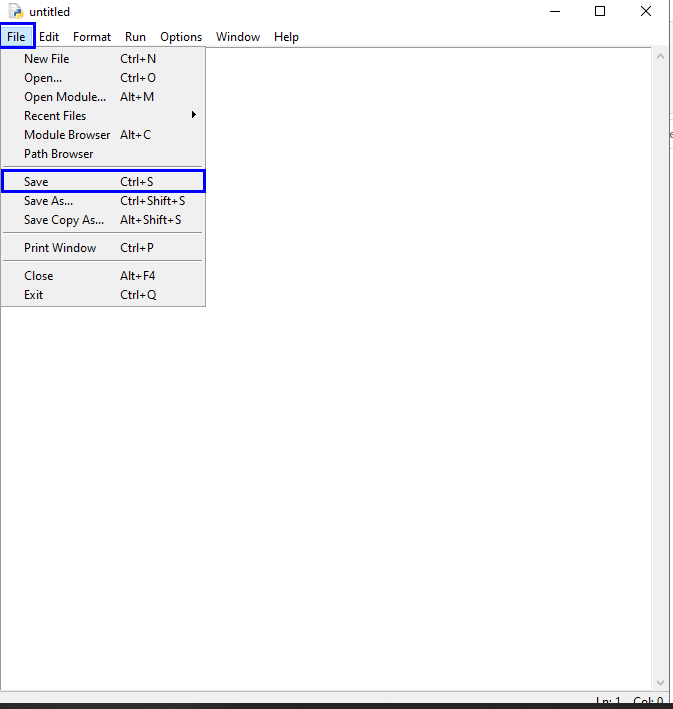 untitled
File Edit Format Run Options Window Help
New File Ctrl+N
Open... Ctrl+O
Open Module... Alt+M
Recent Files
Module Browser Alt+C
Path Browser
Save Ctrl+S
Save As... Ctrl+Shift+S
Save Copy As... Alt+Shift+S
Print Window Ctrl+P
Close Alt+F4
Exit Ctrl+Q
Ln: 1 Col: 0